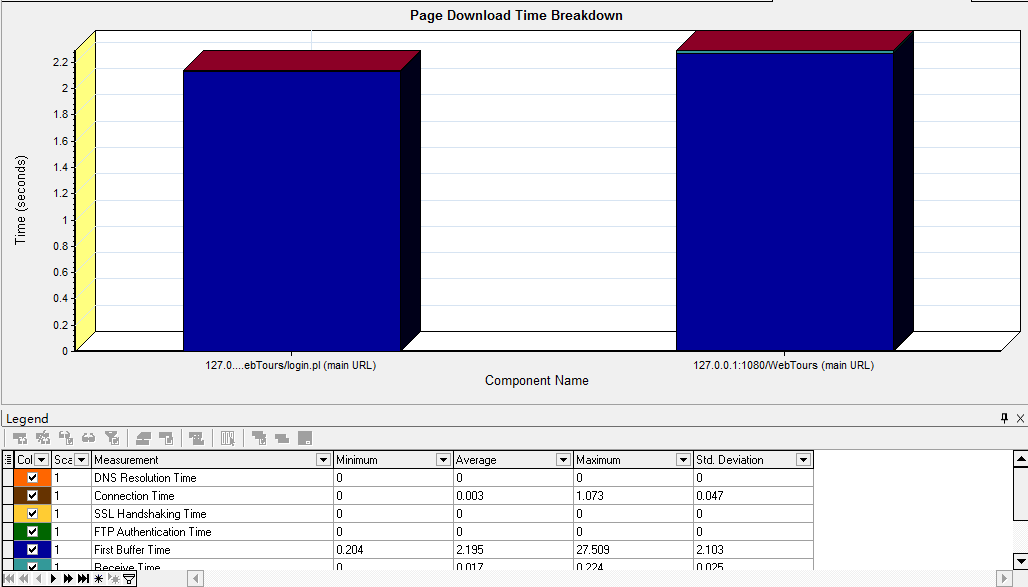 Page Download Time Breakdown
2.2
2
1.8
1.6
1.4
1.2
1
0.8
0.6
0.4
0.2
0
Time (seconds)
127.0....ebTours/login.pl (main URL) 127.0.0.1:1080/WebTours (main URL)
Component Name
Legend
Col Sca Measurement Minimum Average Maximum Std. Deviation
1 DNS Resolution Time 0 0 0 0
1 Connection Time 0 0.003 1.073 0.047
1 SSL Handshaking Time 0 0 0 0
1 FTP Authentication Time 0 0 0 0
1 First Buffer Time 0.204 2.195 27.509 2.103
1 Receive Time 0 0.017 0.224 0.025